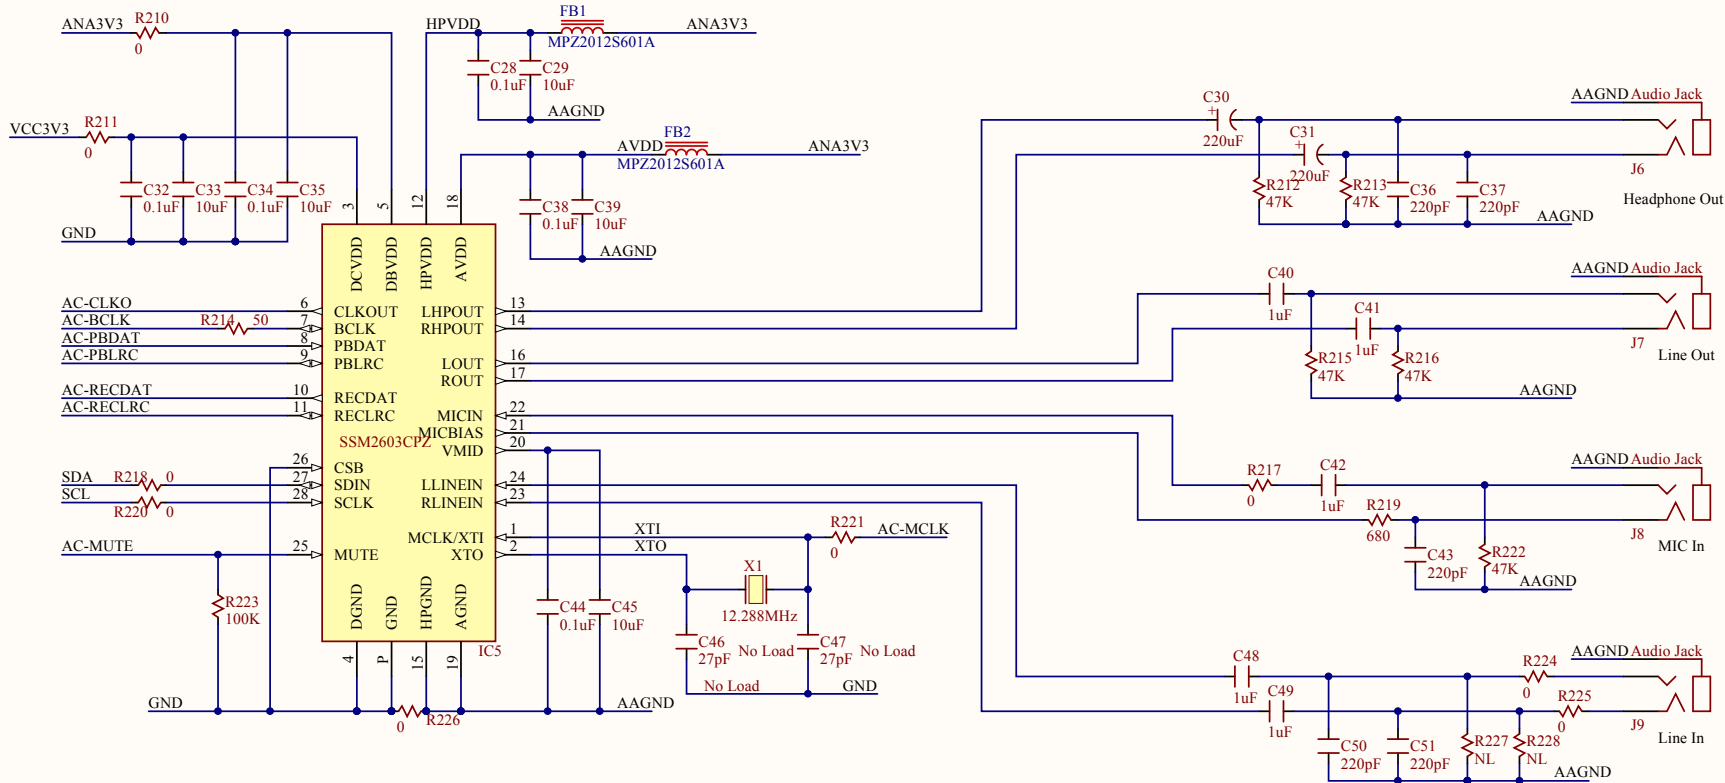 ANA3V3
R210
0
HPVDD
FB1
MPZ2012S601A
ANA3V3
C28
0.1uF
C29
10uF
AAGND
VCC3V3
R211
0
AVDD
FB2
MPZ2012S601A
ANA3V3
C32
0.1uF
C33
10uF
C34
0.1uF
C35
10uF
GND
C38
0.1uF
C39
10uF
AAGND
3
5
12
18
DCVDD
DBVDD
HPVDD
AVDD
AC-CLKO
6
CLKOUT
AC-BCLK
R214
50
7
BCLK
AC-PBDAT
8
PBDAT
AC-PBLRC
9
PBLRC
AC-RECDAT
10
RECDAT
AC-RECLRC
11
RECLRC
SSM2603CPZ
26
CSB
SDA
R218
0
27
SDIN
SCL
R220
0
28
SCLK
AC-MUTE
25
MUTE
R223
100K
LHPOUT
13
RHPOUT
14
LOUT
16
ROUT
17
MICIN
22
MICBIAS
21
VMID
20
LLINEIN
24
RLINEIN
23
MCLK/XTI
1
XTI
XTO
2
XTO
DGND
GND
HPGND
AGND
IC5
4
P
15
19
GND
0
R226
AAGND
C44
0.1uF
C45
10uF
R221
0
AC-MCLK
X1
12.288MHz
C46
27pF
No Load
C47
27pF
No Load
No Load
GND
C30
220uF
+
C31
220uF
+
R212
47K
R213
47K
C36
220pF
C37
220pF
AAGND
AAGND
Audio Jack
J6
Headphone Out
C40
1uF
C41
1uF
R215
47K
R216
47K
AAGND
AAGND
Audio Jack
J7
Line Out
R217
0
C42
1uF
R219
680
C43
220pF
R222
47K
AAGND
AAGND
Audio Jack
J8
MIC In
C48
1uF
C49
1uF
C50
220pF
C51
220pF
R227
NL
R228
NL
R224
0
R225
0
AAGND
AAGND
Audio Jack
J9
Line In